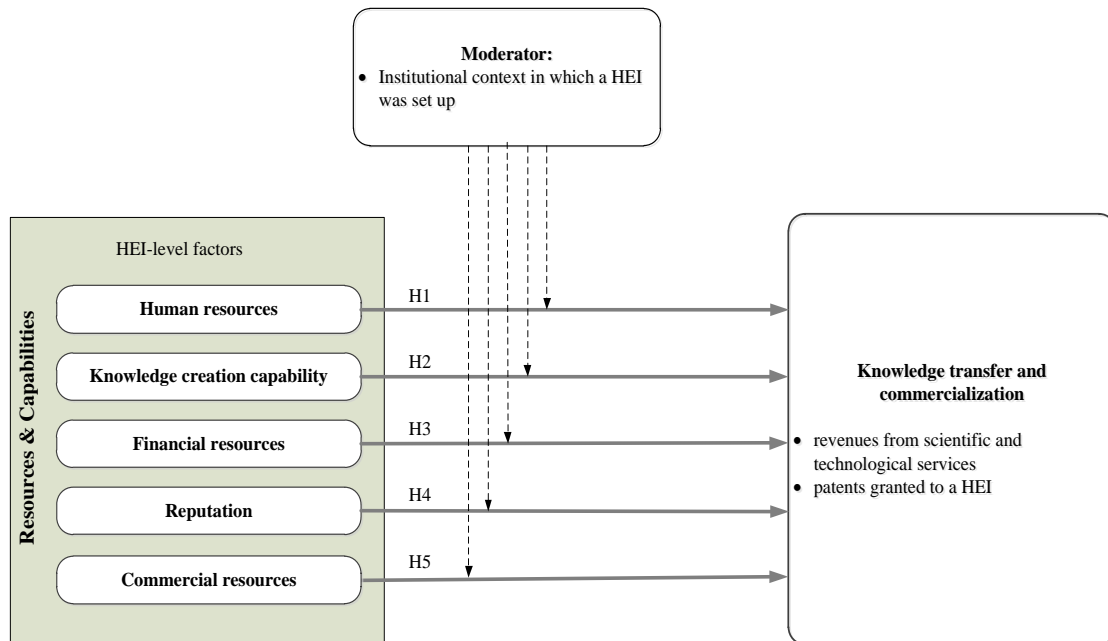 Moderator:
• Institutional context in which a HEI
was set up
HEI-level factors
Resources & Capabilities
Human resources
H1
Knowledge creation capability
H2
Financial resources
H3
Reputation
H4
Commercial resources
H5
Knowledge transfer and
commercialization
• revenues from scientific and
technological services
• patents granted to a HEI